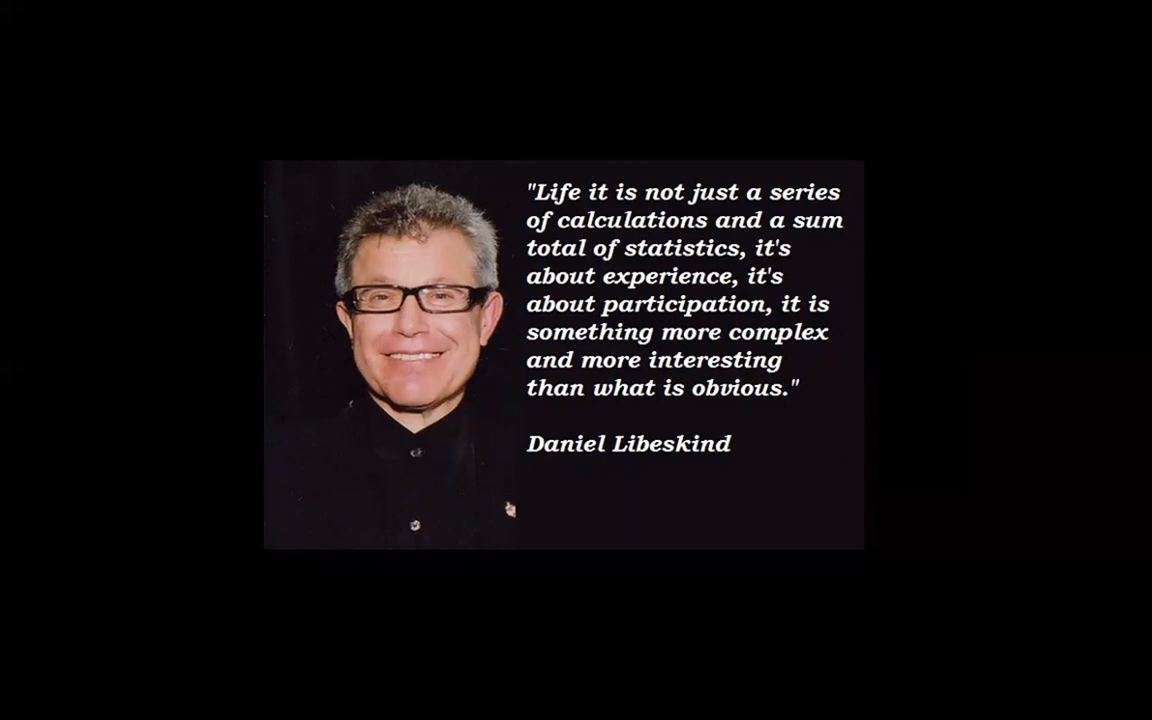 "Life it is not just a series
of calculations and a sum
total of statistics, it's
about experience, it's
about participation, it is
something more complex
and more interesting
than what is obvious."
Daniel Libeskind